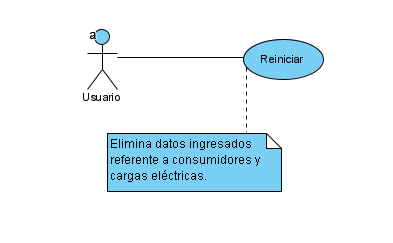 a
Reiniciar
Usuario
Elimina datos ingresados
referente a consumidores y
cargas eléctricas.